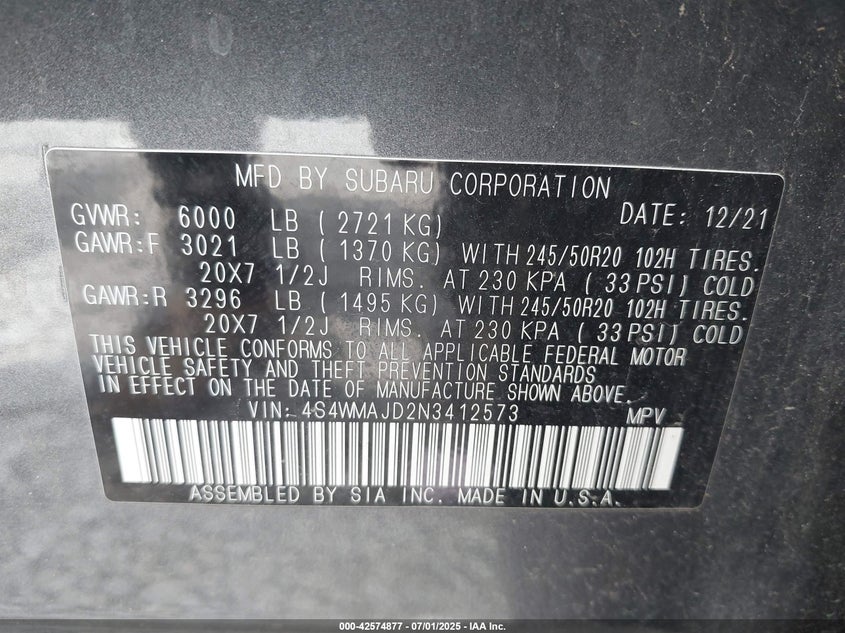 MFD BY SUBARU CORPORATION
GVWR: 6000 LB ( 2721 KG) DATE: 12/21
GAWR:F 3021 LB ( 1370 KG) WITH 245/50R20 102H TIRES.
20X7 1/2J RIMS. AT 230 KPA ( 33 PSI) COLD
GAWR:R 3296 LB ( 1495 KG) WITH 245/50R20 102H TIRES.
20X7 1/2J RIMS. AT 230 KPA ( 33 PSI) COLD
THIS VEHICLE CONFORMS TO ALL APPLICABLE FEDERAL MOTOR
VEHICLE SAFETY AND THEFT PREVENTION STANDARDS
IN EFFECT ON THE DATE OF MANUFACTURE SHOWN ABOVE.
VIN: 4S4WMAJD2N3412573 MPV
ASSEMBLED BY SIA INC. MADE IN U.S.A.
000-42574877 - 07/01/2025 - IAA Inc.